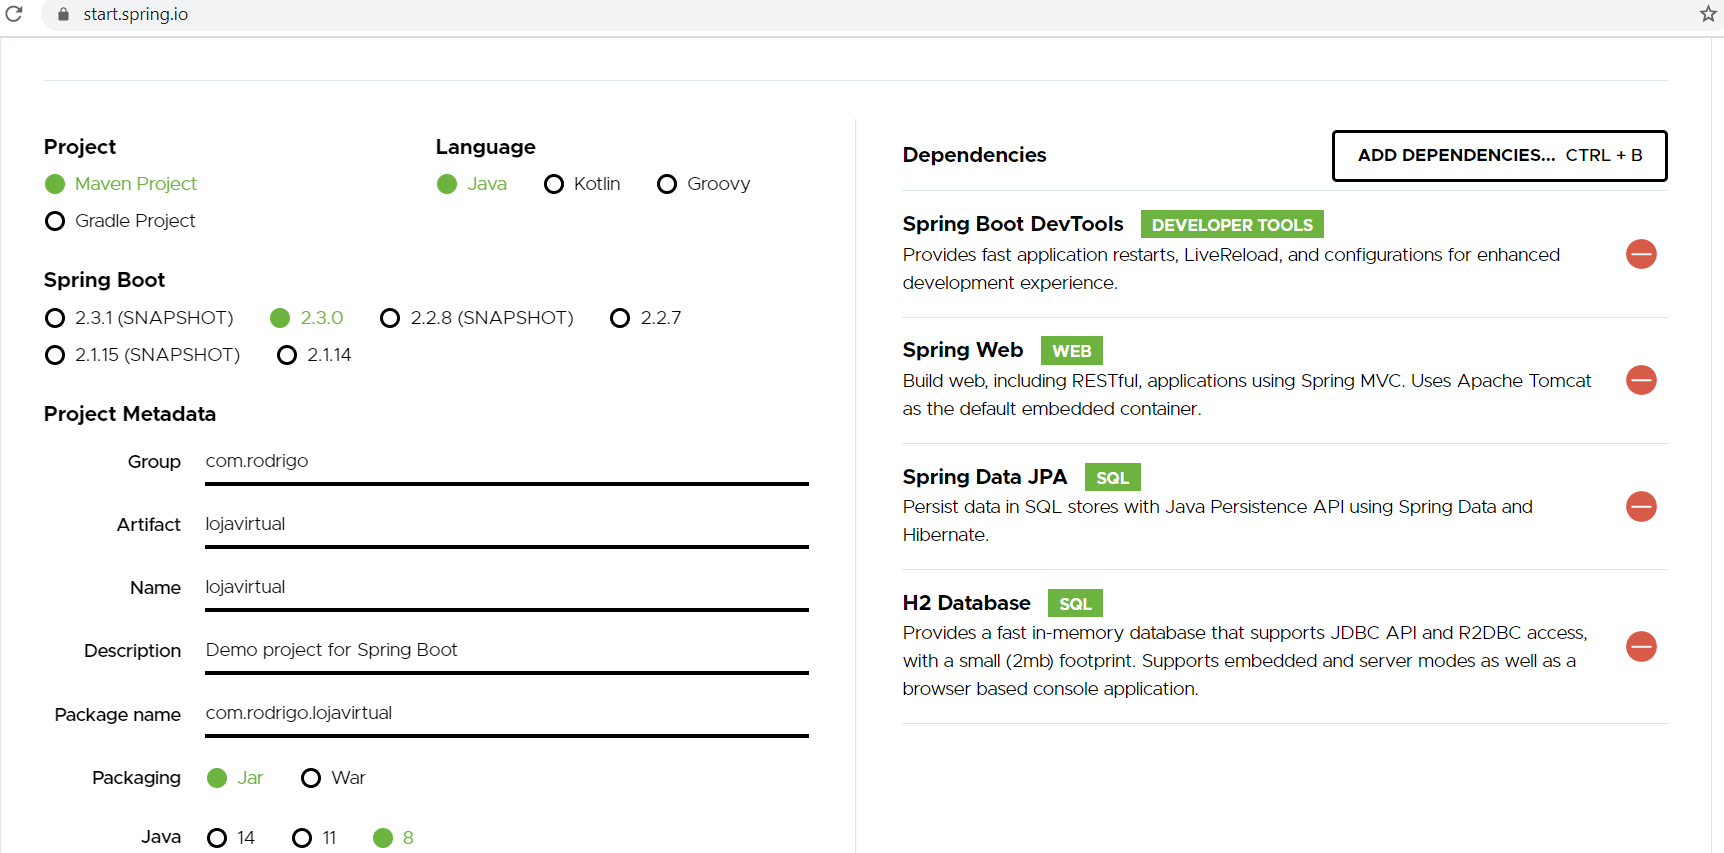 start.spring.io
Project
Maven Project
Gradle Project
Language
Java Kotlin Groovy
Spring Boot
2.3.1 (SNAPSHOT) 2.3.0 2.2.8 (SNAPSHOT) 2.2.7
2.1.15 (SNAPSHOT) 2.1.14
Project Metadata
Group com.rodrigo
Artifact lojavirtual
Name lojavirtual
Description Demo project for Spring Boot
Package name com.rodrigo.lojavirtual
Packaging Jar War
Java 14 11 8
Dependencies
ADD DEPENDENCIES... CTRL + B
Spring Boot DevTools DEVELOPER TOOLS
Provides fast application restarts, LiveReload, and configurations for enhanced
development experience.
Spring Web WEB
Build web, including RESTful, applications using Spring MVC. Uses Apache Tomcat
as the default embedded container.
Spring Data JPA SQL
Persist data in SQL stores with Java Persistence API using Spring Data and
Hibernate.
H2 Database SQL
Provides a fast in-memory database that supports JDBC API and R2DBC access,
with a small (2mb) footprint. Supports embedded and server modes as well as a
browser based console application.